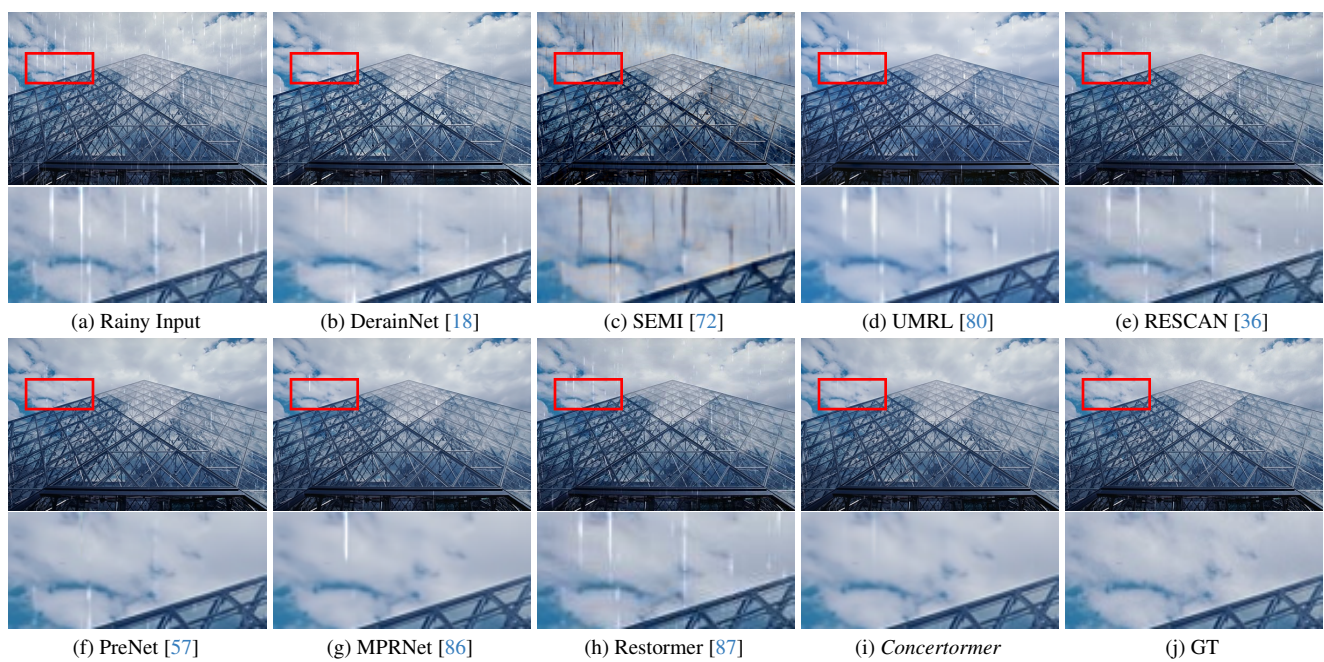 (a) Rainy Input (b) DerainNet [18] (c) SEMI [72] (d) UMRL [80] (e) RESCAN [36]
(f) PreNet [57] (g) MPRNet [86] (h) Restormer [87] (i) Concertormer (j) GT